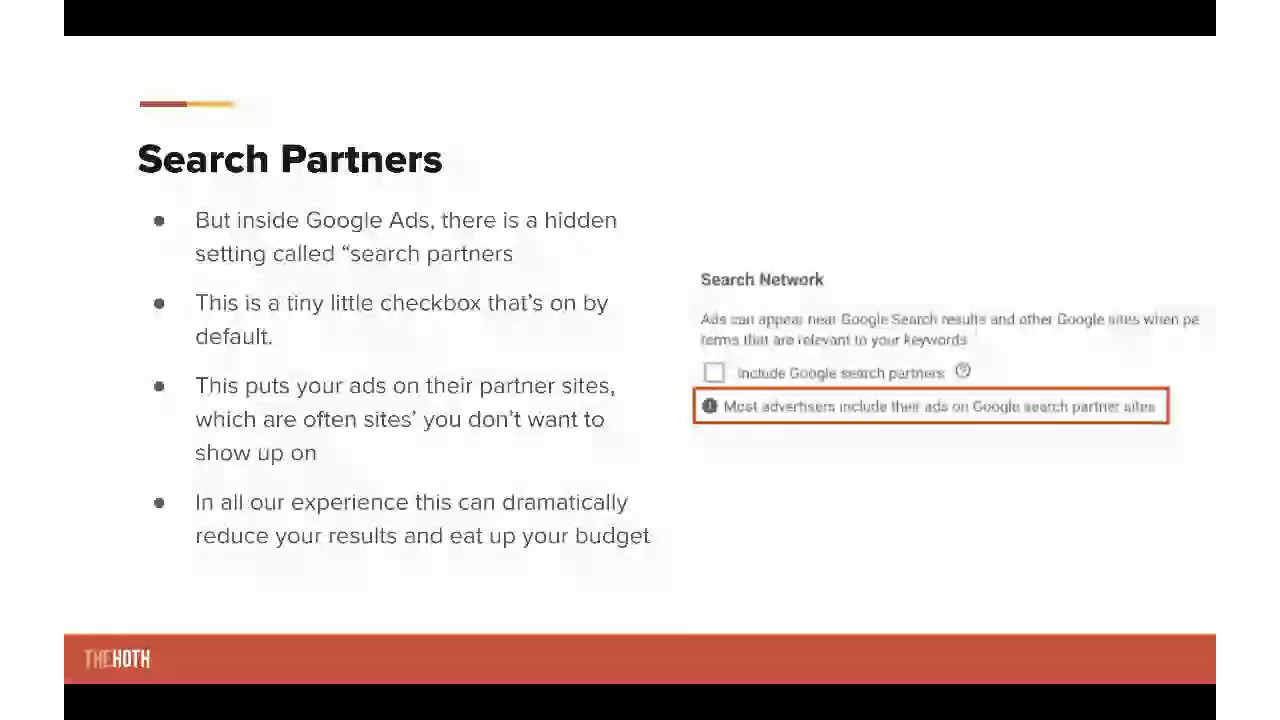 Search Partners
But inside Google Ads, there is a hidden
setting called “search partners
This is a tiny little checkbox that’s on by
default.
This puts your ads on their partner sites,
which are often sites’ you don’t want to
show up on
In all our experience this can dramatically
reduce your results and eat up your budget
Search Network
Ads can appear near Google Search results and other Google sites when pe
terms that are relevant to your keywords
Include Google search partners
Most advertisers include their ads on Google search partner sites
THEHOTH